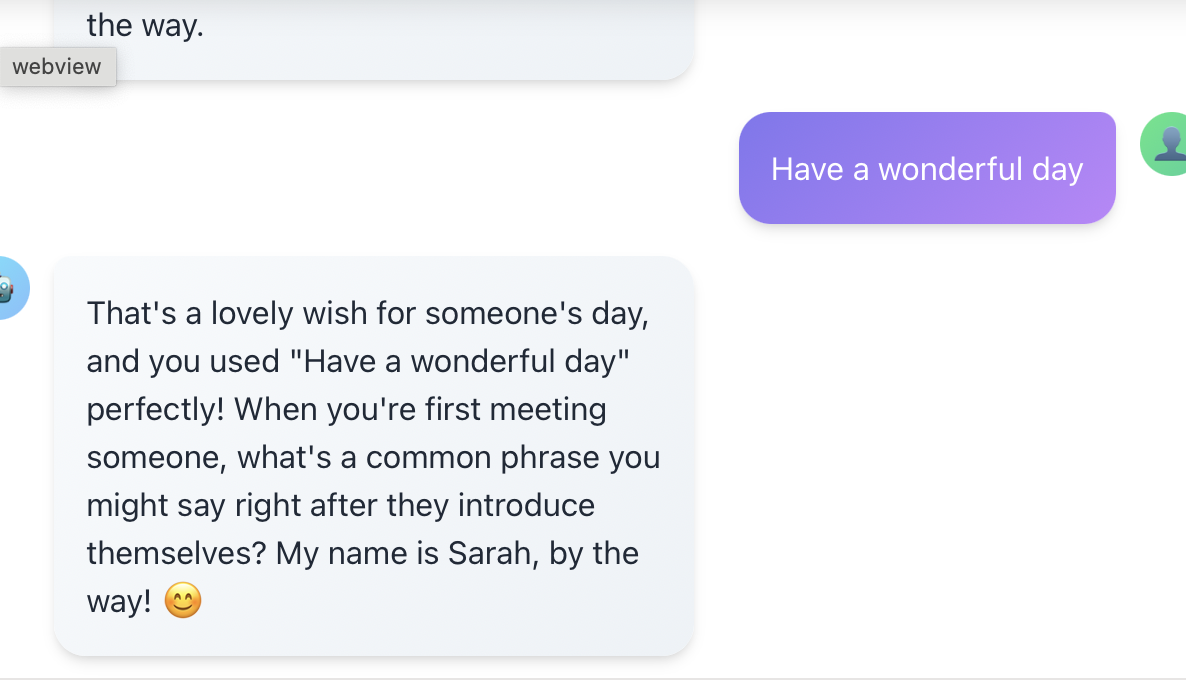 the way.
webview
Have a wonderful day
That's a lovely wish for someone's day,
and you used "Have a wonderful day"
perfectly! When you're first meeting
someone, what's a common phrase you
might say right after they introduce
themselves? My name is Sarah, by the
way! 😊